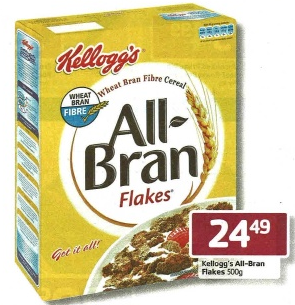 Kellogg's
Wheat Bran Fibre Cereal
WHEAT
BRAN
FIBRE
All-
Bran
Flakes
Got it all!
24 49
Kellogg's All-Bran
Flakes 500g